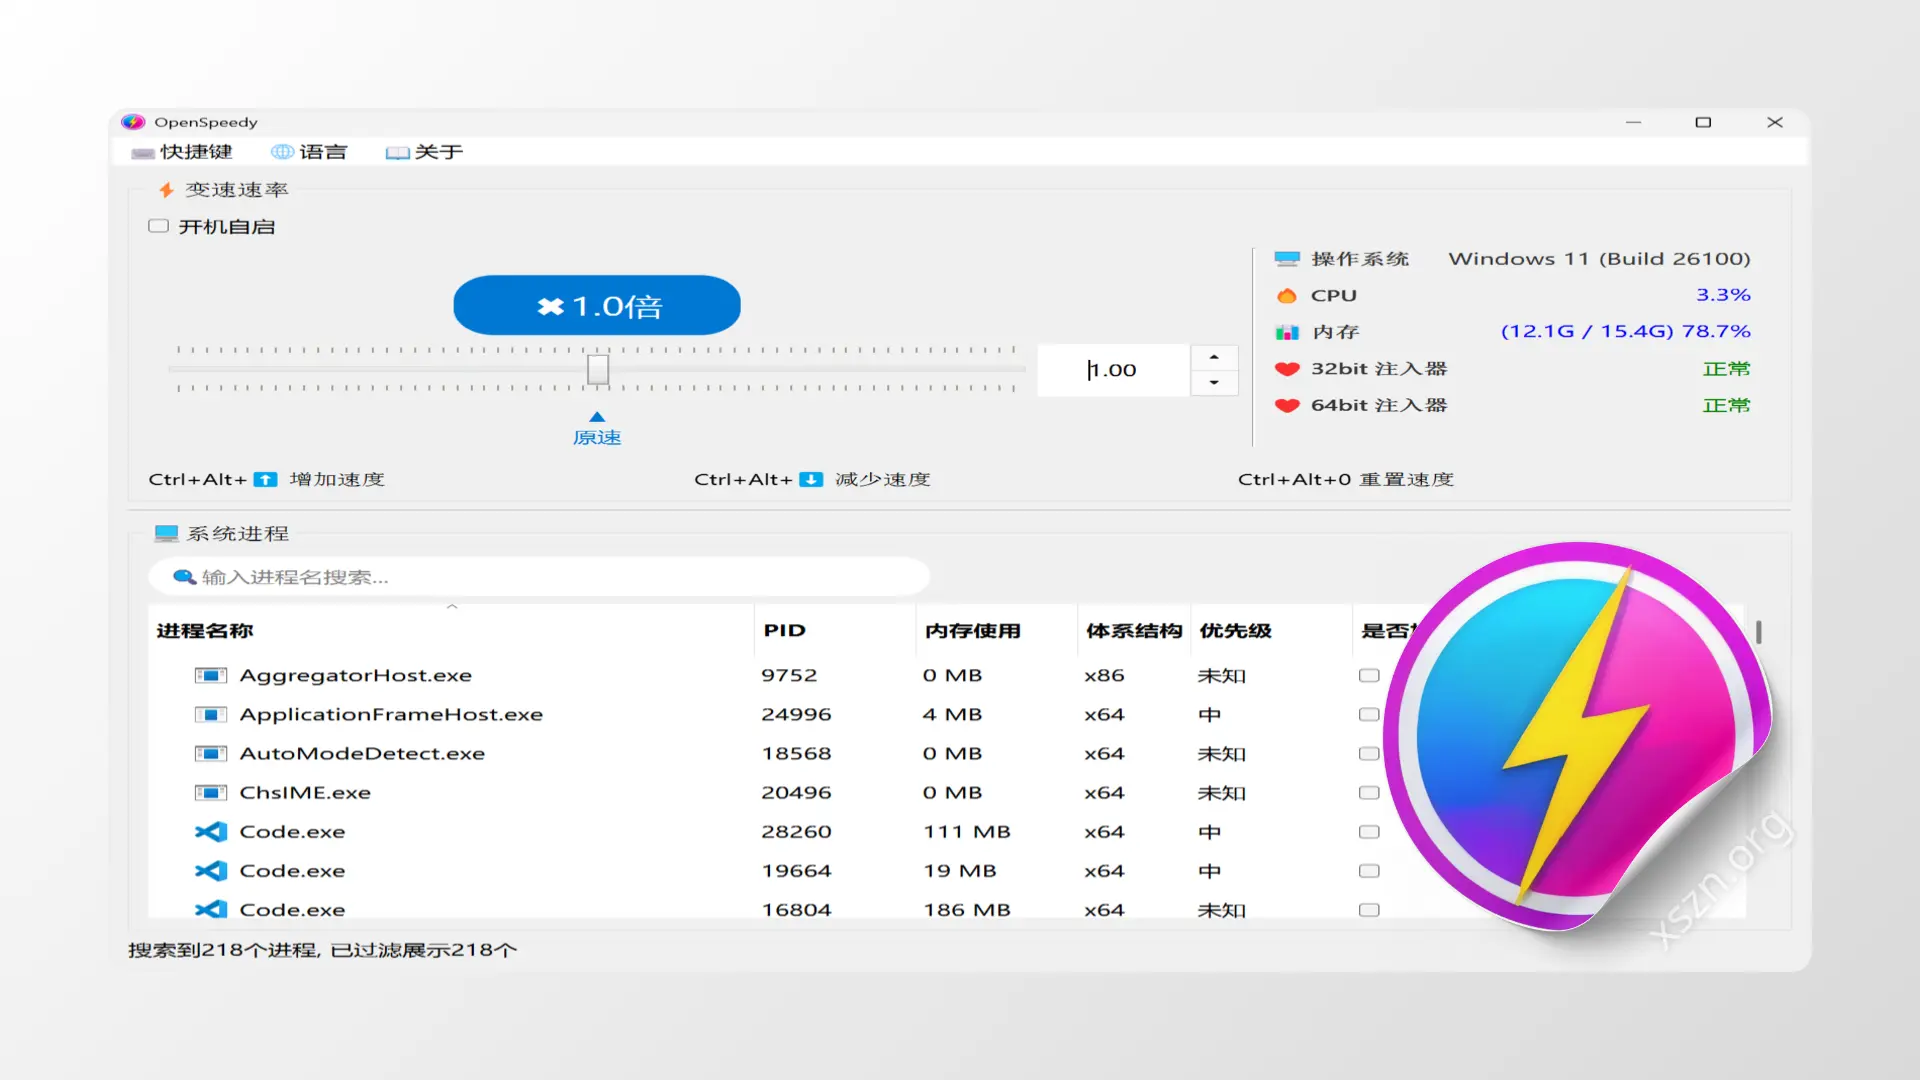 OpenSpeedy
快捷键 语言 关于
变速速率
开机自启
✖ 1.0倍
1.00
原速
操作系统 Windows 11 (Build 26100)
CPU 3.3%
内存 (12.1G / 15.4G) 78.7%
32bit 注入器 正常
64bit 注入器 正常
Ctrl+Alt+⬆ 增加速度 Ctrl+Alt+⬇ 减少速度 Ctrl+Alt+0 重置速度
系统进程
输入进程名搜索...
进程名称 PID 内存使用 体系结构 优先级 是否
AggregatorHost.exe 9752 0 MB x86 未知
ApplicationFrameHost.exe 24996 4 MB x64 中
AutoModeDetect.exe 18568 0 MB x64 未知
ChsIME.exe 20496 0 MB x64 未知
Code.exe 28260 111 MB x64 中
Code.exe 19664 19 MB x64 中
Code.exe 16804 186 MB x64 未知
搜索到218个进程, 已过滤展示218个
xszn.org